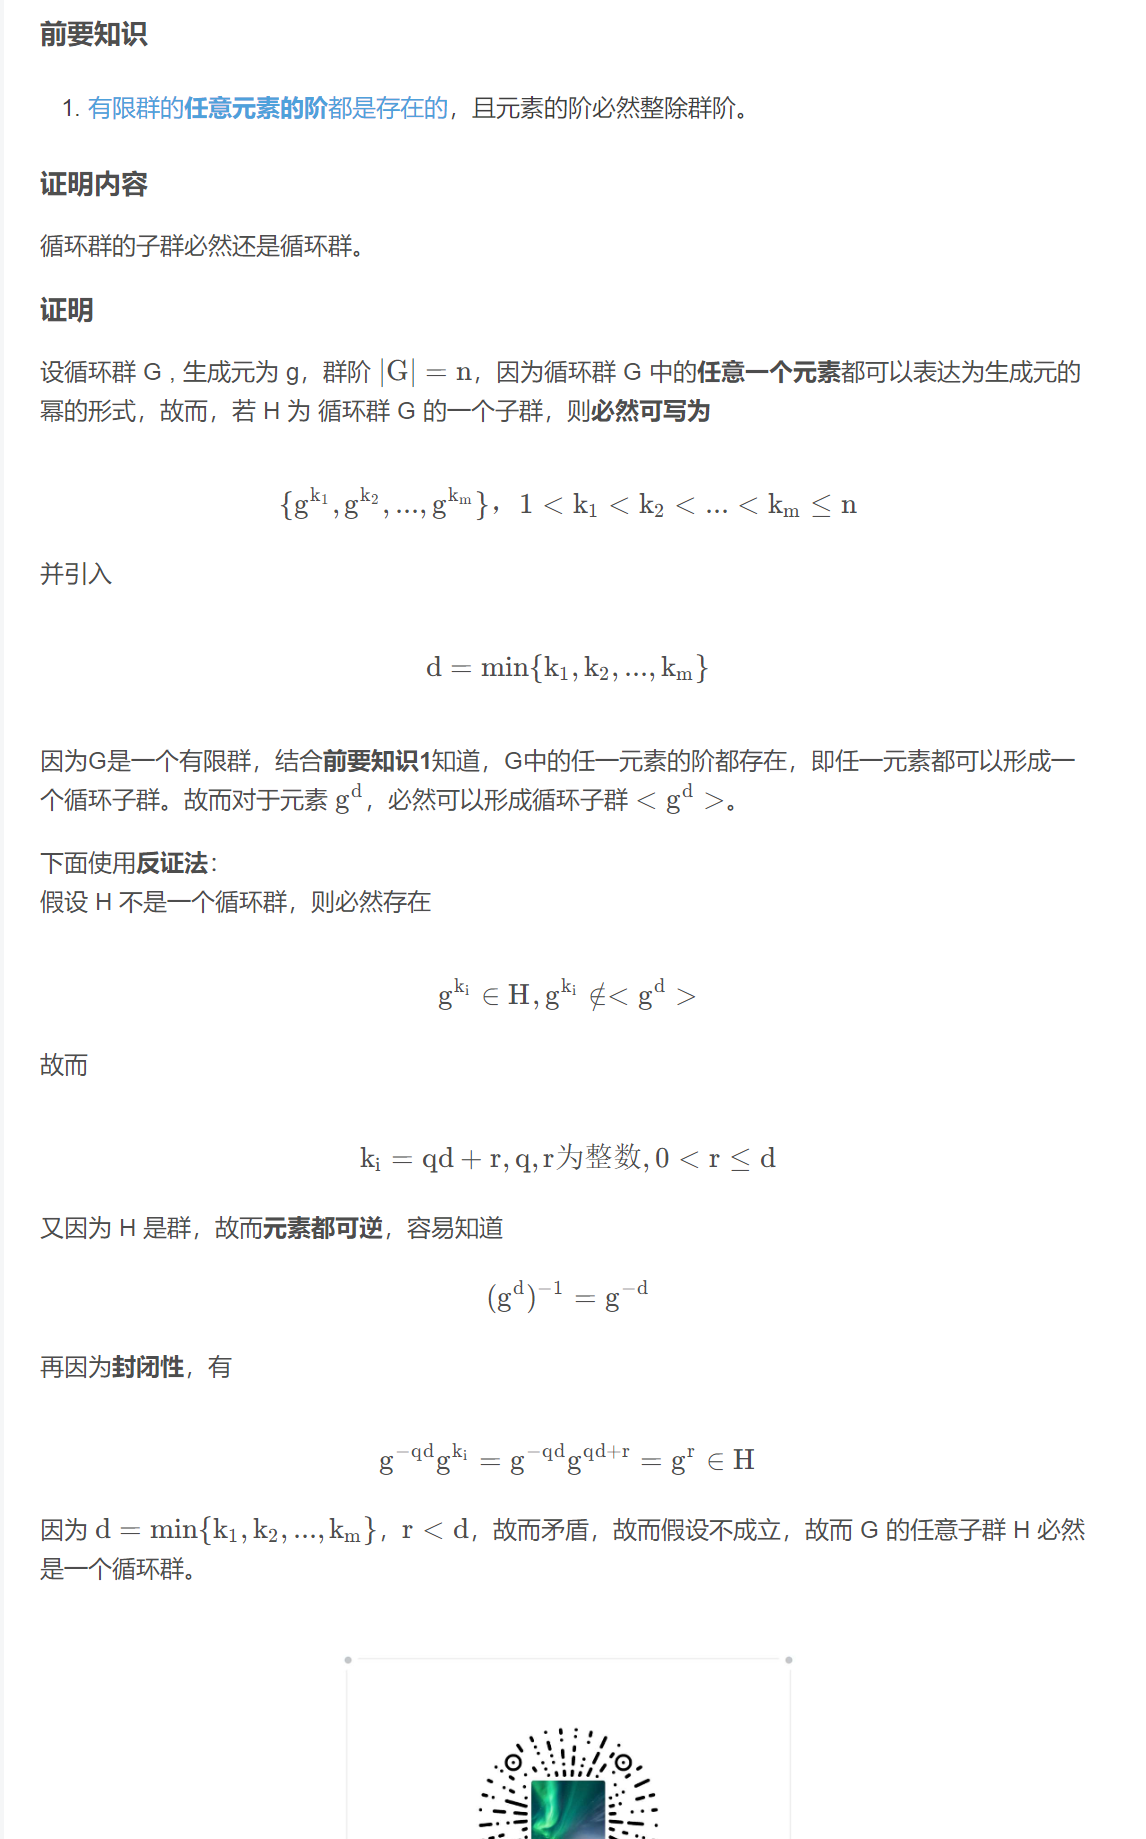 前要知识
1. 有限群的任意元素的阶都是存在的，且元素的阶必然整除群阶。
证明内容
循环群的子群必然还是循环群。
证明
设循环群 G , 生成元为 g，群阶 |G| = n，因为循环群 G 中的任意一个元素都可以表达为生成元的
幂的形式，故而，若 H 为 循环群 G 的一个子群，则必然可写为
{g^{k_1}, g^{k_2}, ..., g^{k_m}}，1 < k_1 < k_2 < ... < k_m ≤ n
并引入
d = min{k_1, k_2, ..., k_m}
因为G是一个有限群，结合前要知识1知道，G中的任一元素的阶都存在，即任一元素都可以形成一
个循环子群。故而对于元素 g^d，必然可以形成循环子群 < g^d >。
下面使用反证法：
假设 H 不是一个循环群，则必然存在
g^{k_i} ∈ H, g^{k_i} ∉< g^d >
故而
k_i = qd + r, q, r为整数, 0 < r ≤ d
又因为 H 是群，故而元素都可逆，容易知道
(g^d)^{-1} = g^{-d}
再因为封闭性，有
g^{-qd}g^{k_i} = g^{-qd}g^{qd+r} = g^r ∈ H
因为 d = min{k_1, k_2, ..., k_m}，r < d，故而矛盾，故而假设不成立，故而 G 的任意子群 H 必然
是一个循环群。